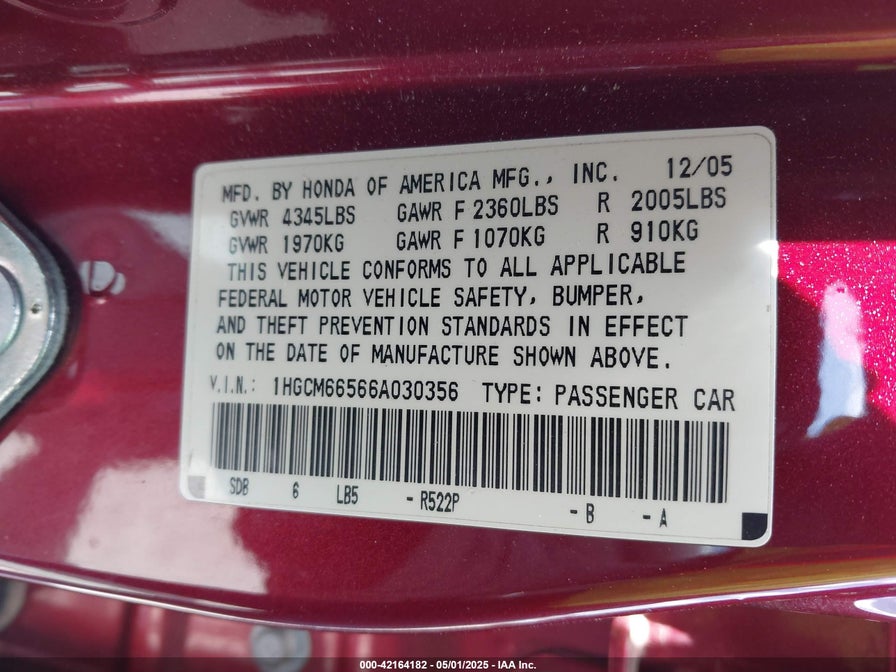 MFD. BY HONDA OF AMERICA MFG., INC. 12/05
GVWR 4345LBS GAWR F 2360LBS R 2005LBS
GVWR 1970KG GAWR F 1070KG R 910KG
THIS VEHICLE CONFORMS TO ALL APPLICABLE
FEDERAL MOTOR VEHICLE SAFETY, BUMPER,
AND THEFT PREVENTION STANDARDS IN EFFECT
ON THE DATE OF MANUFACTURE SHOWN ABOVE.
V.I.N.: 1HGCM66566A030356 TYPE: PASSENGER CAR
SDB 6 LB5 - R522P - B - A
000-42164182 - 05/01/2025 - IAA Inc.